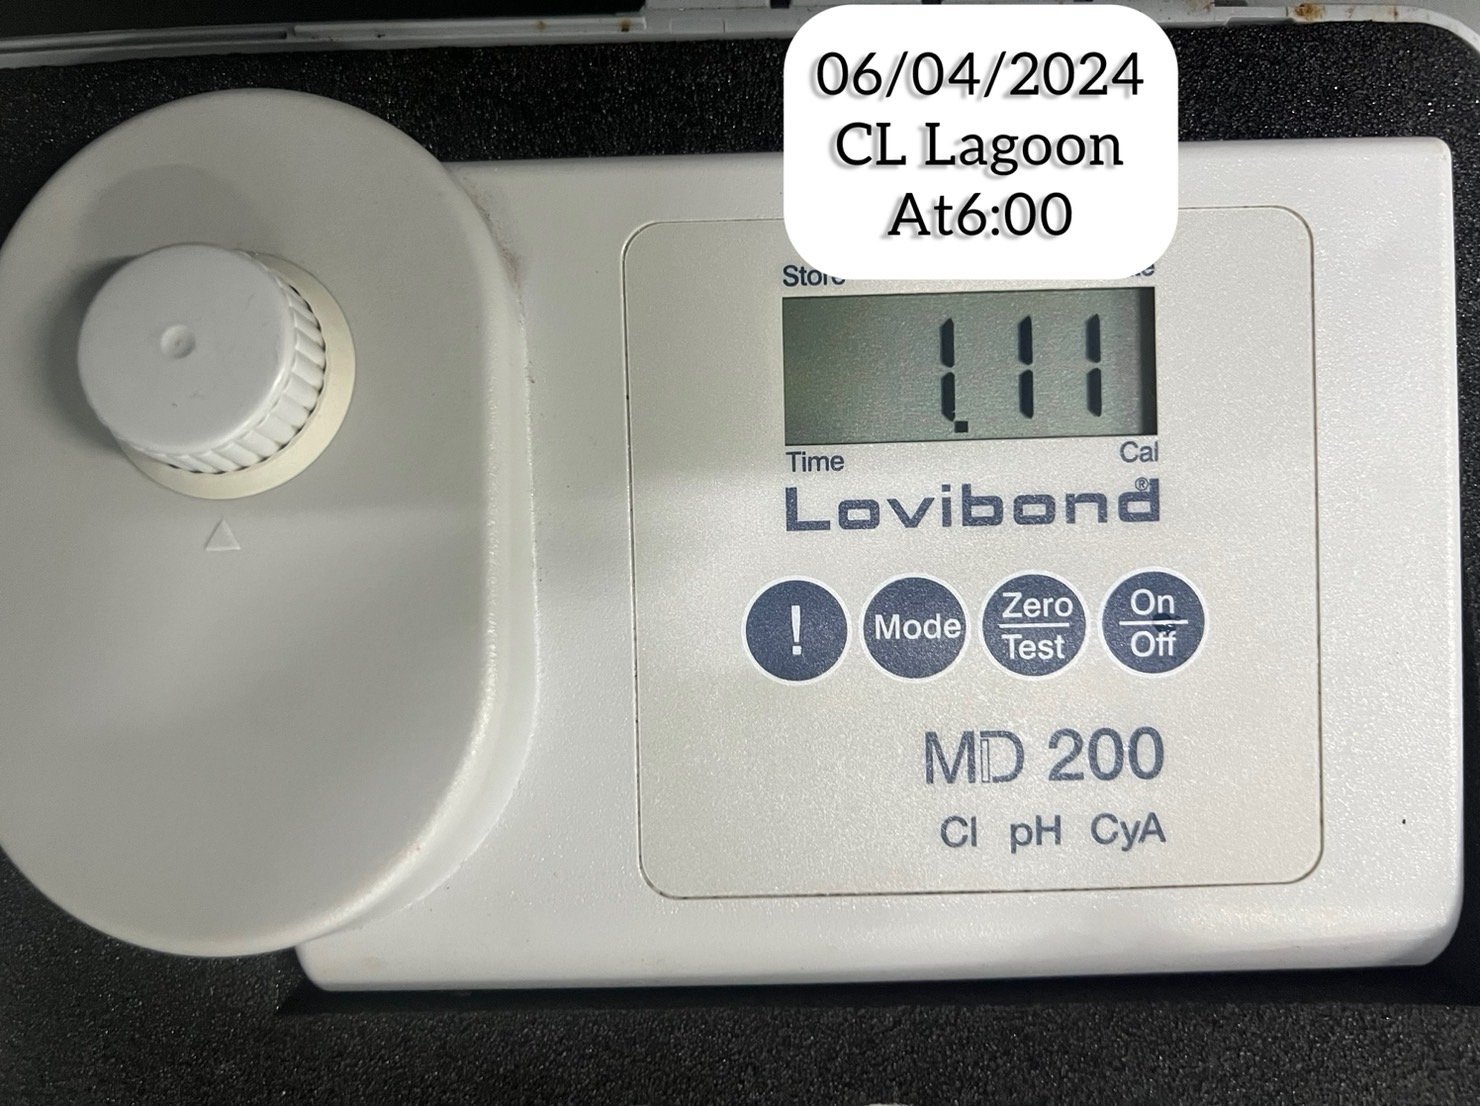 06/04/2024
CL Lagoon
At6:00
Store
1.11
Time Cal
Lovibond®
! Mode Zero/Test On/Off
MD 200
Cl pH CyA